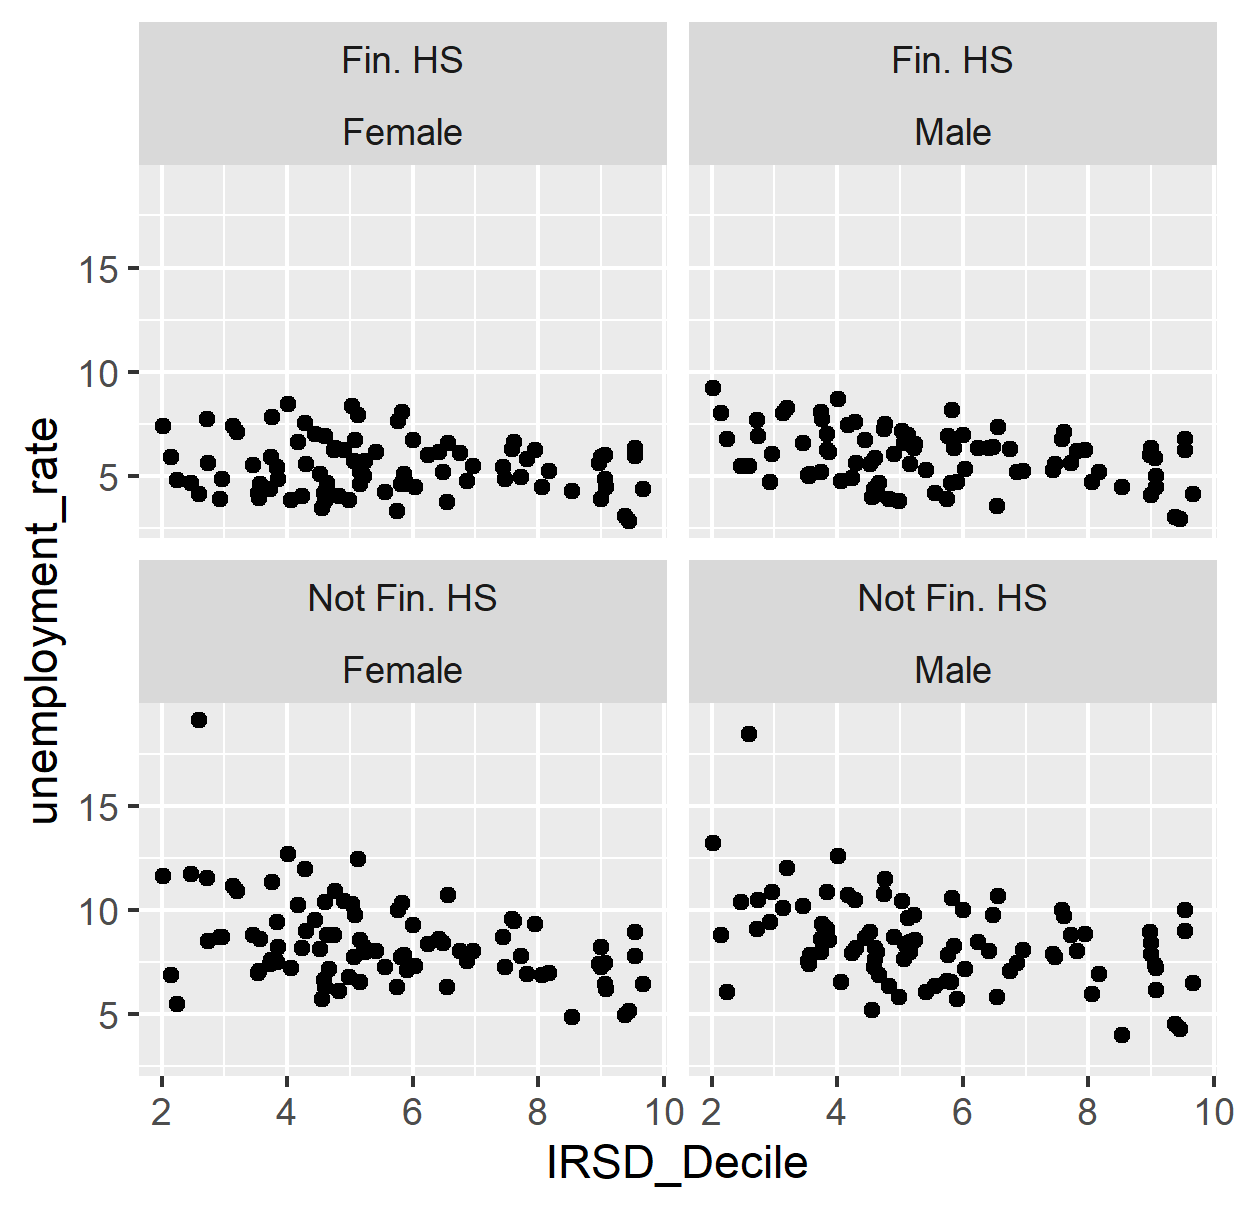 Fin. HS
Female
Fin. HS
Male
15
10
5
Not Fin. HS
Female
Not Fin. HS
Male
15
10
5
2 4 6 8 10 2 4 6 8 10
IRSD_Decile
unemployment_rate